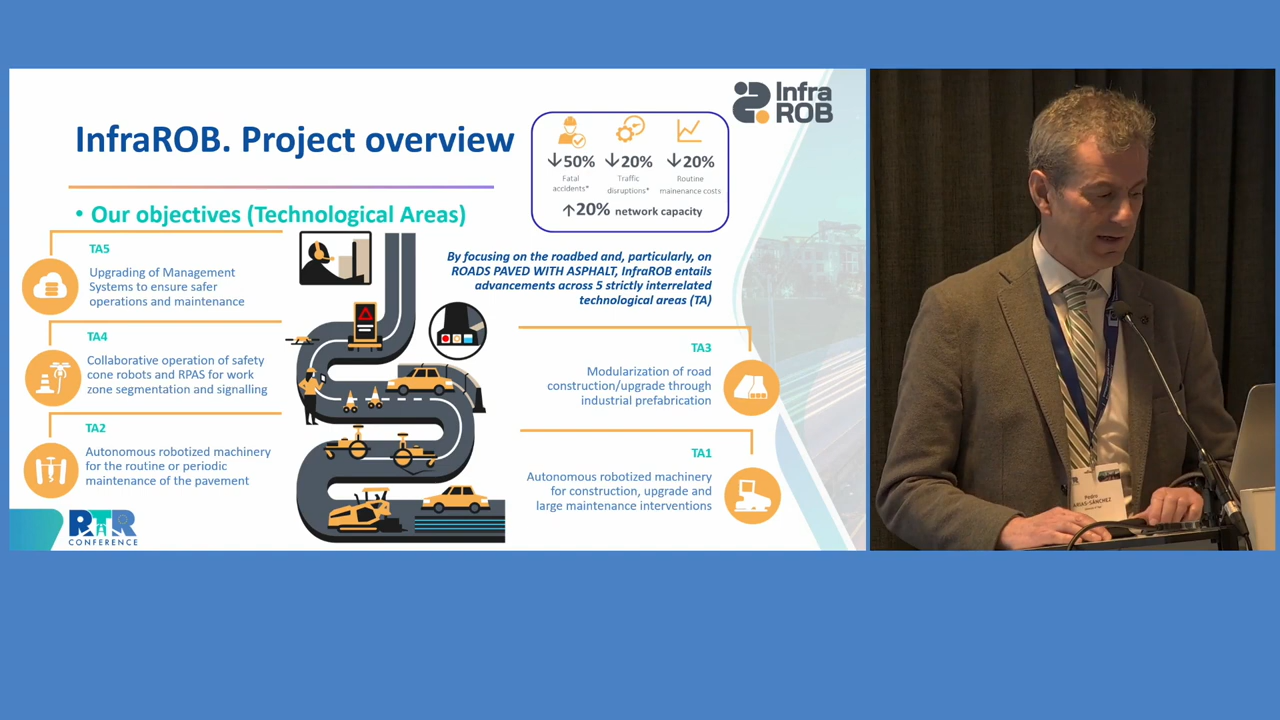 Infra
ROB
InfraROB. Project overview
50%
20%
20%
Fatal
accidents*
Traffic
disruptions*
Routine
mainenance costs
20% network capacity
• Our objectives (Technological Areas)
TA5
Upgrading of Management
Systems to ensure safer
operations and maintenance
By focusing on the roadbed and, particularly, on
ROADS PAVED WITH ASPHALT, InfraROB entails
advancements across 5 strictly interrelated
technological areas (TA)
TA4
Collaborative operation of safety
cone robots and RPAS for work
zone segmentation and signalling
TA3
Modularization of road
construction/upgrade through
industrial prefabrication
TA2
Autonomous robotized machinery
for the routine or periodic
maintenance of the pavement
TA1
Autonomous robotized machinery
for construction, upgrade and
large maintenance interventions
RTR
CONFERENCE
Pedro
ARIAS-SÁNCHEZ